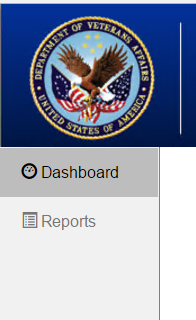 DEPARTMENT OF VETERANS AFFAIRS
UNITED STATES OF AMERICA
Dashboard
Reports